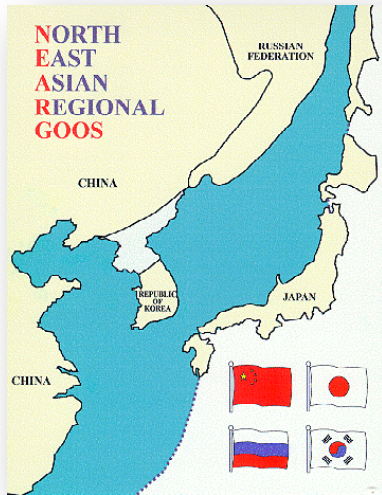 NORTH
EAST
ASIAN
REGIONAL
GOOS
RUSSIAN
FEDERATION
CHINA
REPUBLIC
OF
KOREA
JAPAN
CHINA